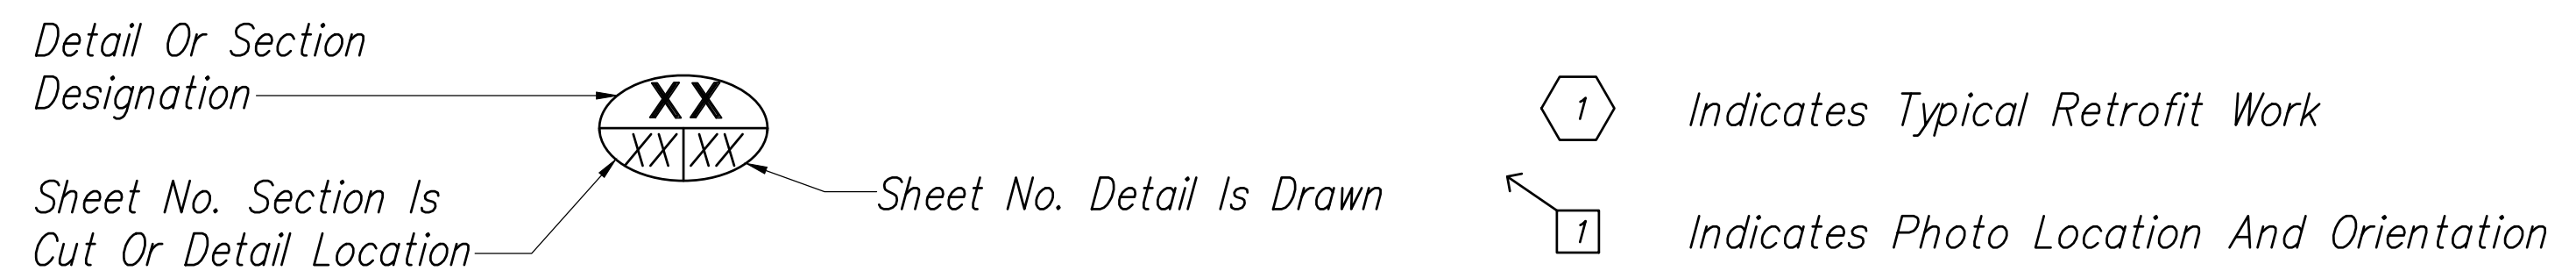 Detail Or Section
Designation
XX
XX XX
Sheet No. Section Is
Cut Or Detail Location
Sheet No. Detail Is Drawn
1 Indicates Typical Retrofit Work
1 Indicates Photo Location And Orientation